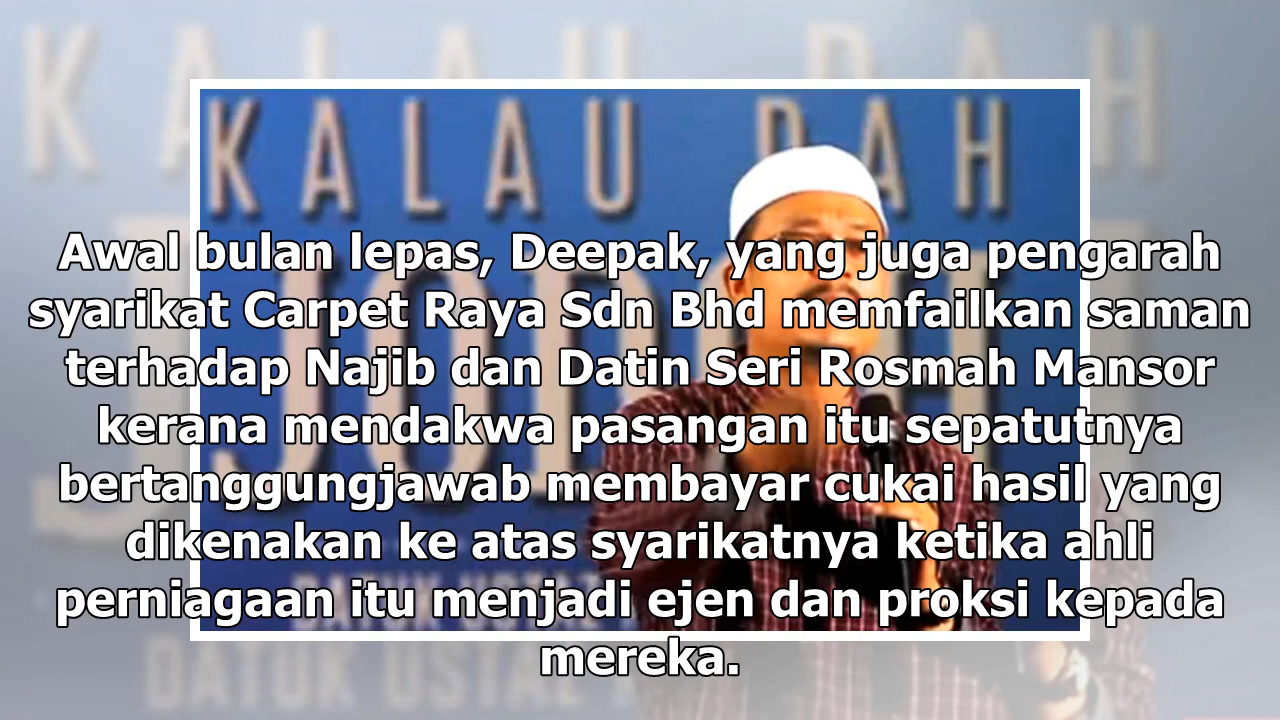 KALAU DAH
Awal bulan lepas, Deepak, yang juga pengarah
syarikat Carpet Raya Sdn Bhd memfailkan saman
terhadap Najib dan Datin Seri Rosmah Mansor
kerana mendakwa pasangan itu sepatutnya
bertanggungjawab membayar cukai hasil yang
dikenakan ke atas syarikatnya ketika ahli
perniagaan itu menjadi ejen dan proksi kepada
mereka.